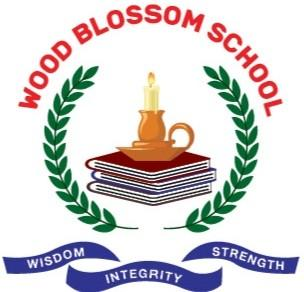 WOOD BLOSSOM SCHOOL
WISDOM
INTEGRITY
STRENGTH